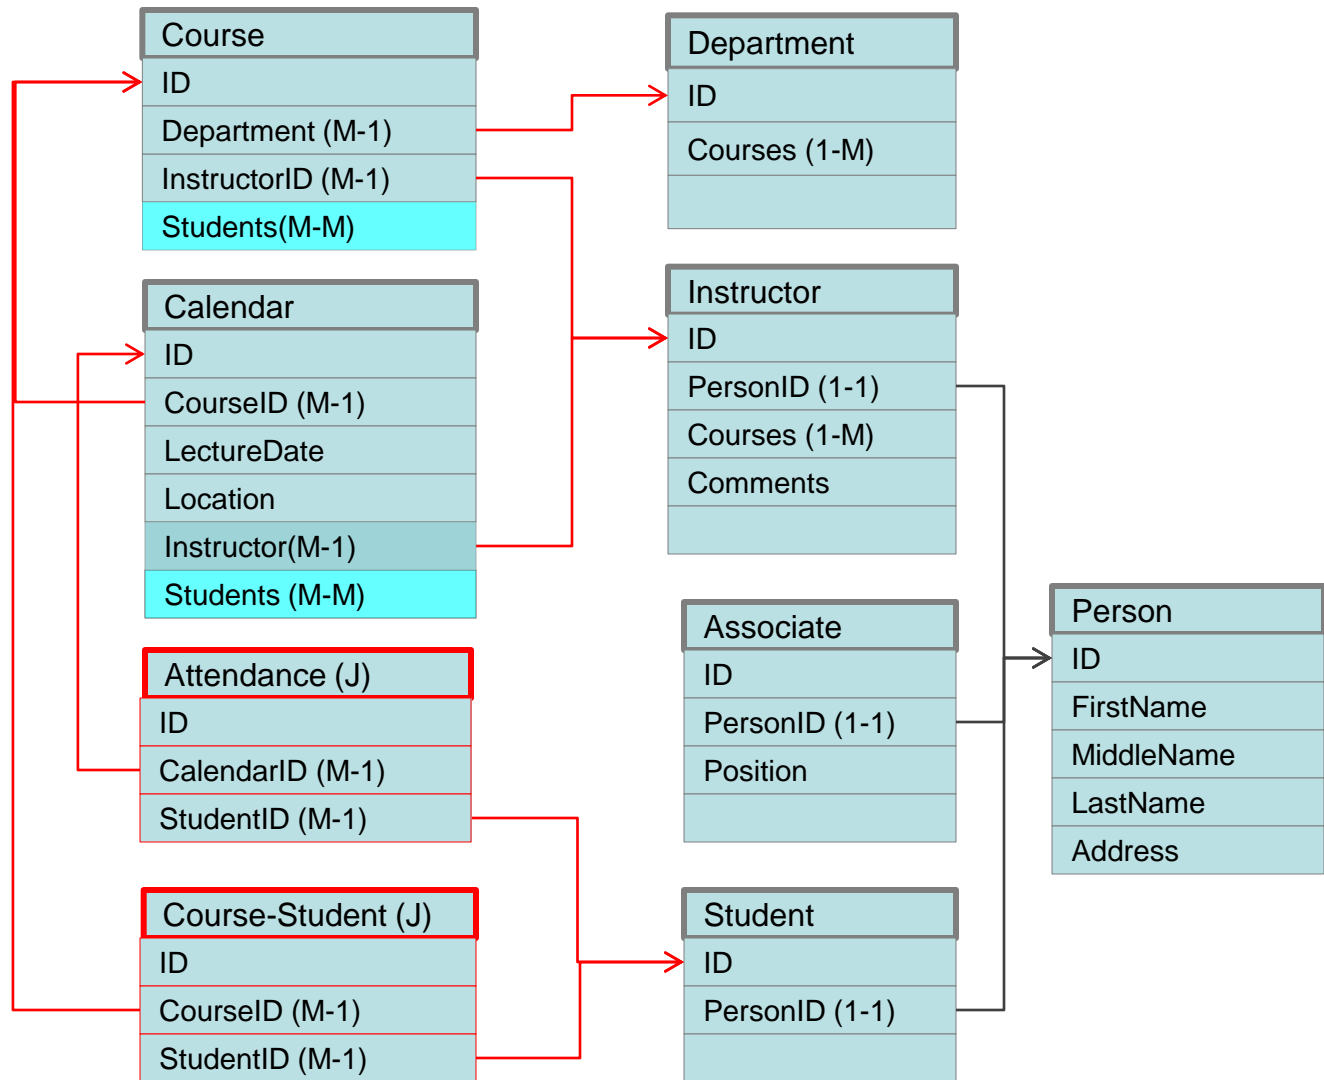 Course
ID
Department (M-1)
InstructorID (M-1)
Students(M-M)
Department
ID
Courses (1-M)
Calendar
ID
CourseID (M-1)
LectureDate
Location
Instructor(M-1)
Students (M-M)
Instructor
ID
PersonID (1-1)
Courses (1-M)
Comments
Attendance (J)
ID
CalendarID (M-1)
StudentID (M-1)
Associate
ID
PersonID (1-1)
Position
Person
ID
FirstName
MiddleName
LastName
Address
Course-Student (J)
ID
CourseID (M-1)
StudentID (M-1)
Student
ID
PersonID (1-1)